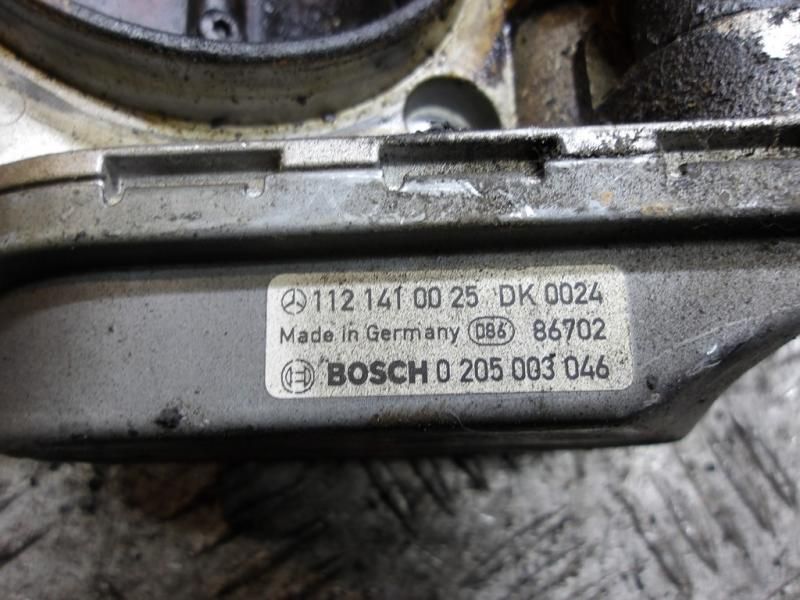 112 141 00 25 DK 0024
Made in Germany 086 86702
BOSCH 0 205 003 046